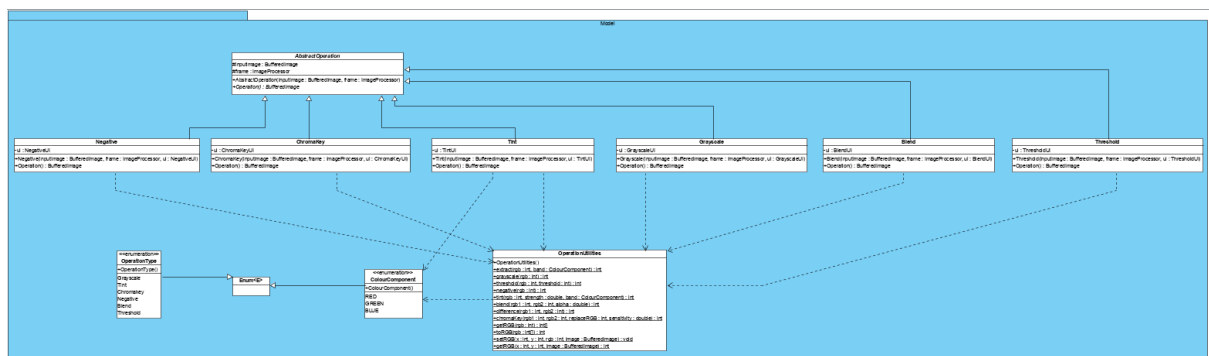 Model
AbstractOperation
#inputImage : BufferedImage
#frame : ImageProcessor
+AbstractOperation(inputImage : BufferedImage, frame : ImageProcessor)
+Operation() : BufferedImage
Negative
-ui : NegativeUI
+Negative(inputImage : BufferedImage, frame : ImageProcessor, ui : NegativeUI)
+Operation() : BufferedImage
ChromaKey
-ui : ChromaKeyUI
+ChromaKey(inputImage : BufferedImage, frame : ImageProcessor, ui : ChromaKeyUI)
+Operation() : BufferedImage
Tint
-ui : TintUI
+Tint(inputImage : BufferedImage, frame : ImageProcessor, ui : TintUI)
+Operation() : BufferedImage
Grayscale
-ui : GrayscaleUI
+Grayscale(inputImage : BufferedImage, frame : ImageProcessor, ui : GrayscaleUI)
+Operation() : BufferedImage
Blend
-ui : BlendUI
+Blend(inputImage : BufferedImage, frame : ImageProcessor, ui : BlendUI)
+Operation() : BufferedImage
Threshold
-ui : ThresholdUI
+Threshold(inputImage : BufferedImage, frame : ImageProcessor, ui : ThresholdUI)
+Operation() : BufferedImage
<<enumeration>>
OperationType
+OperationType()
Grayscale
Tint
ChromaKey
Negative
Blend
Threshold
Enum<E>
<<enumeration>>
ColourComponent
+ColourComponent()
RED
GREEN
BLUE
OperationUtilities
+OperationUtilities()
+extract(rgb : int, band : ColourComponent) : int
+grayscale(rgb : int) : int
+threshold(rgb : int, threshold : int) : int
+negative(rgb : int) : int
+tint(rgb : int, strength : double, band : ColourComponent) : int
+blend(rgb1 : int, rgb2 : int, alpha : double) : int
+difference(rgb1 : int, rgb2 : int) : int
+chromaKey(rgb1 : int, rgb2 : int, replaceRGB : int, sensitivity : double) : int
+getRGB(rgb : int) : int[]
+toRGB(rgb : int[]) : int
+setRGB(x : int, y : int, rgb : int, image : BufferedImage) : void
+getRGB(x : int, y : int, image : BufferedImage) : int